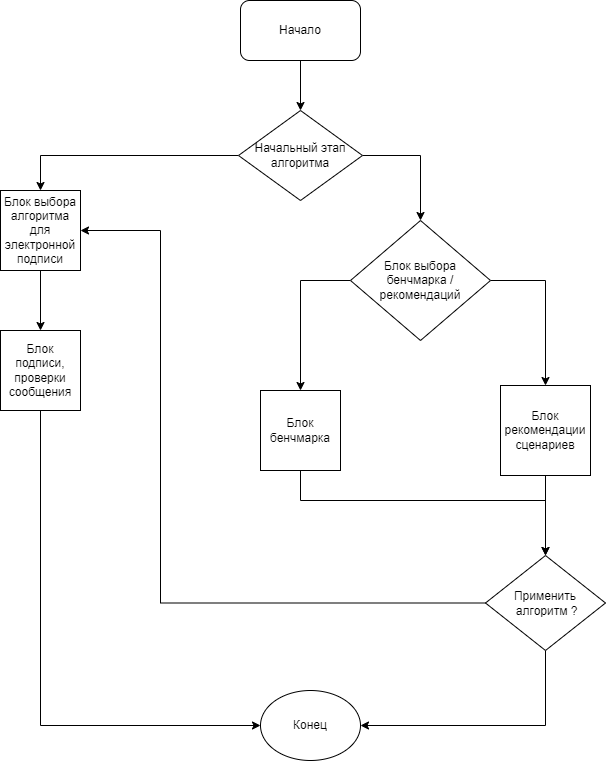 Начало
Начальный этап
алгоритма
Блок выбора
алгоритма
для
электронной
подписи
Блок выбора
бенчмарка /
рекомендаций
Блок
подписи,
проверки
сообщения
Блок
бенчмарка
Блок
рекомендации
сценариев
Применить
алгоритм ?
Конец